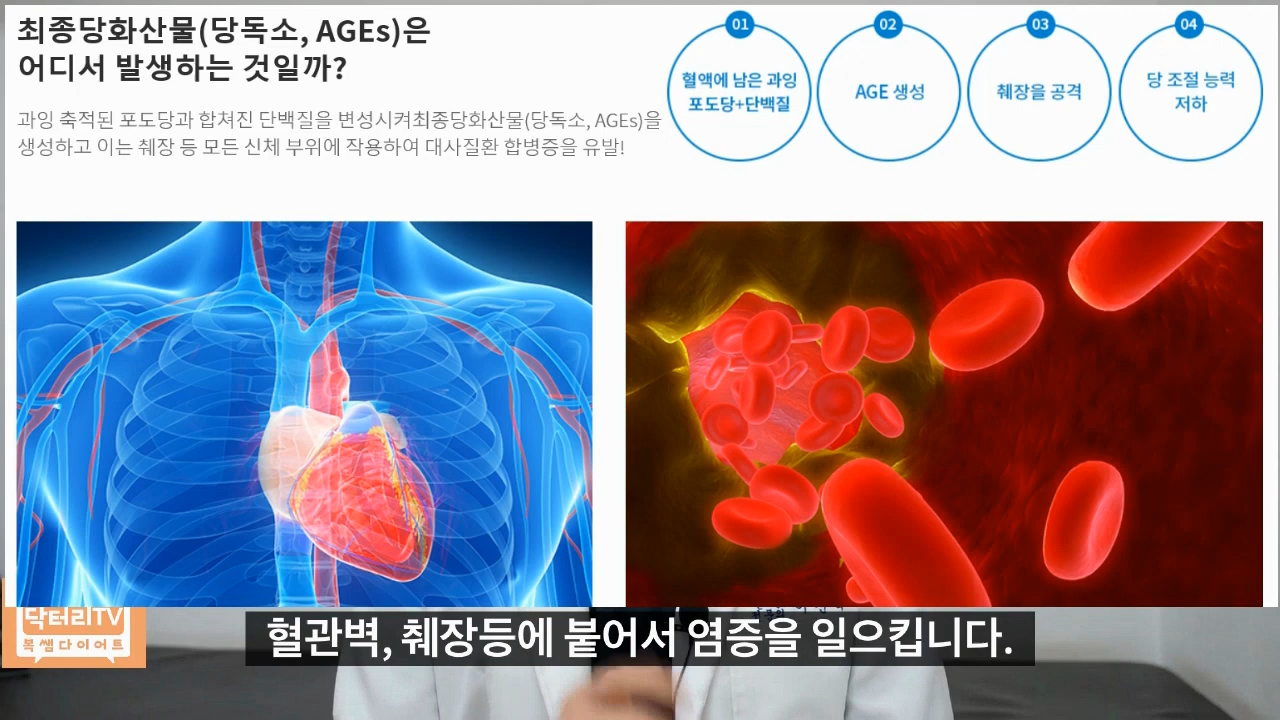 최종당화산물(당독소, AGEs)은
어디서 발생하는 것일까?
과잉 축적된 포도당과 합쳐진 단백질을 변성시켜최종당화산물(당독소, AGEs)을
생성하고 이는 췌장 등 모든 신체 부위에 작용하여 대사질환 합병증을 유발!
01
혈액에 남은 과잉
포도당+단백질
02
AGE 생성
03
췌장을 공격
04
당 조절 능력
저하
닥터리TV
복쌤다이어트
혈관벽, 췌장등에 붙어서 염증을 일으킵니다.